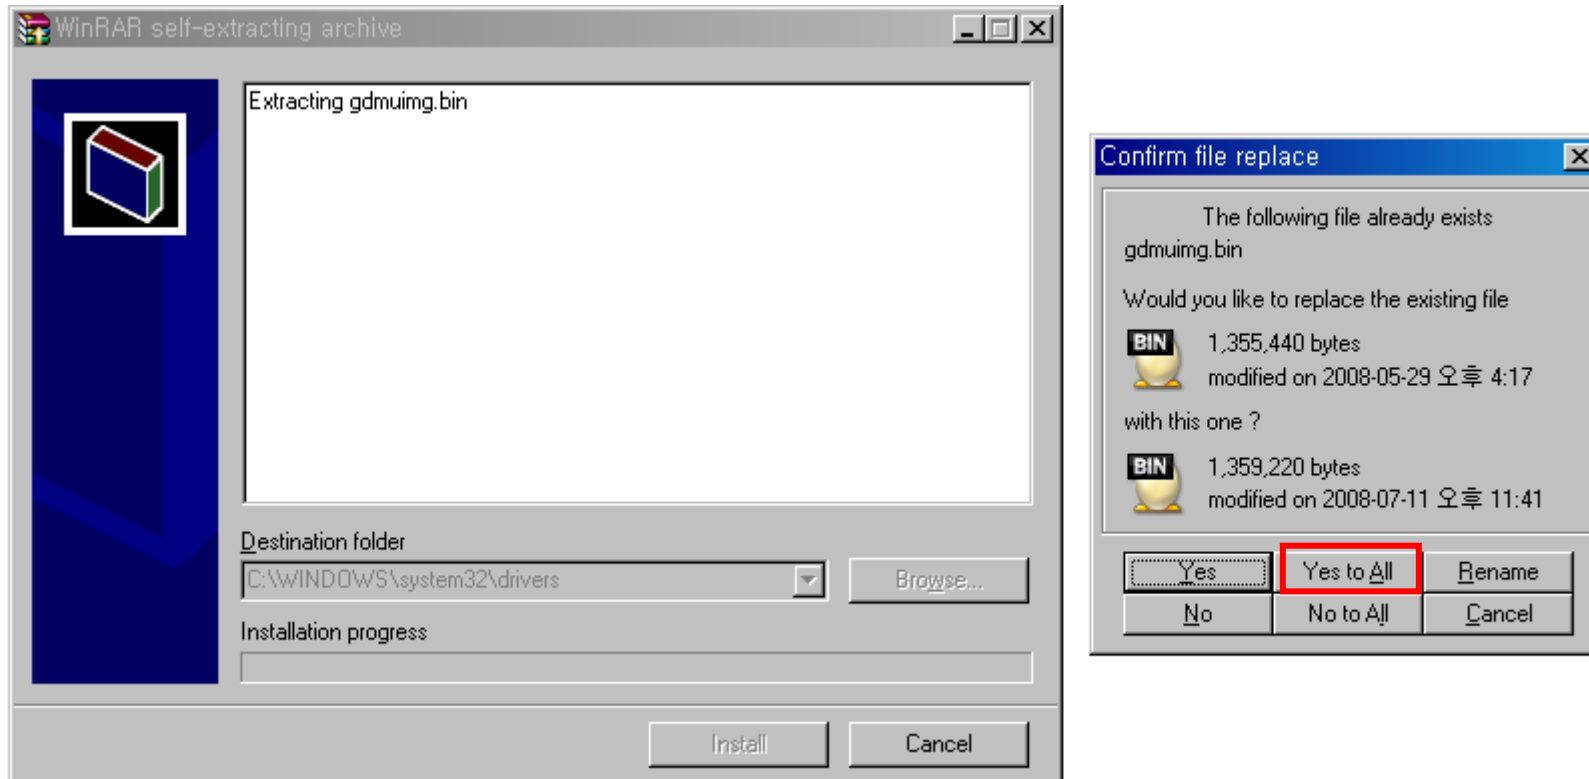 WinRAR self-extracting archive
Extracting gdmuimg.bin
Destination folder
C:\WINDOWS\system32\drivers
Browse...
Installation progress
Install
Cancel
Confirm file replace
The following file already exists
gdmuimg.bin
Would you like to replace the existing file
BIN
1,355,440 bytes
modified on 2008-05-29 오후 4:17
with this one ?
BIN
1,359,220 bytes
modified on 2008-07-11 오후 11:41
Yes
Yes to All
Rename
No
No to All
Cancel